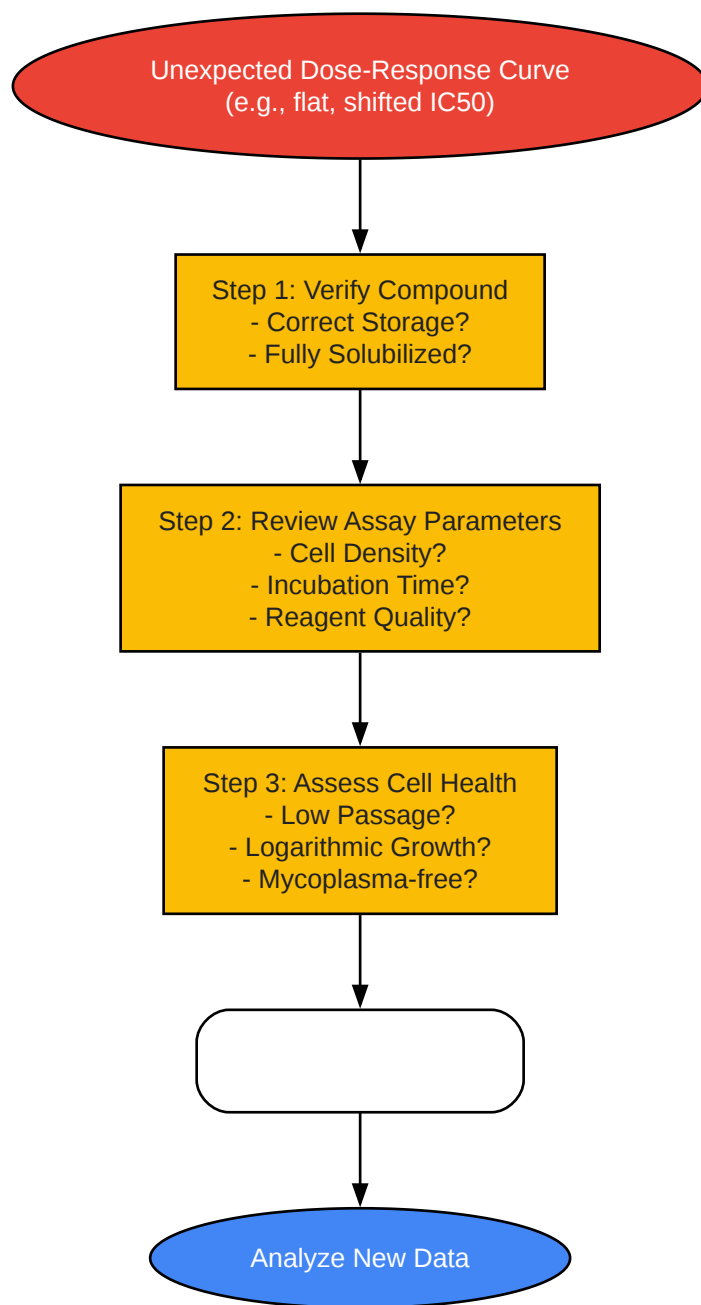 Unexpected Dose-Response Curve
(e.g., flat, shifted IC50)
Step 1: Verify Compound
- Correct Storage?
- Fully Solubilized?
Step 2: Review Assay Parameters
- Cell Density?
- Incubation Time?
- Reagent Quality?
Step 3: Assess Cell Health
- Low Passage?
- Logarithmic Growth?
- Mycoplasma-free?
Analyze New Data